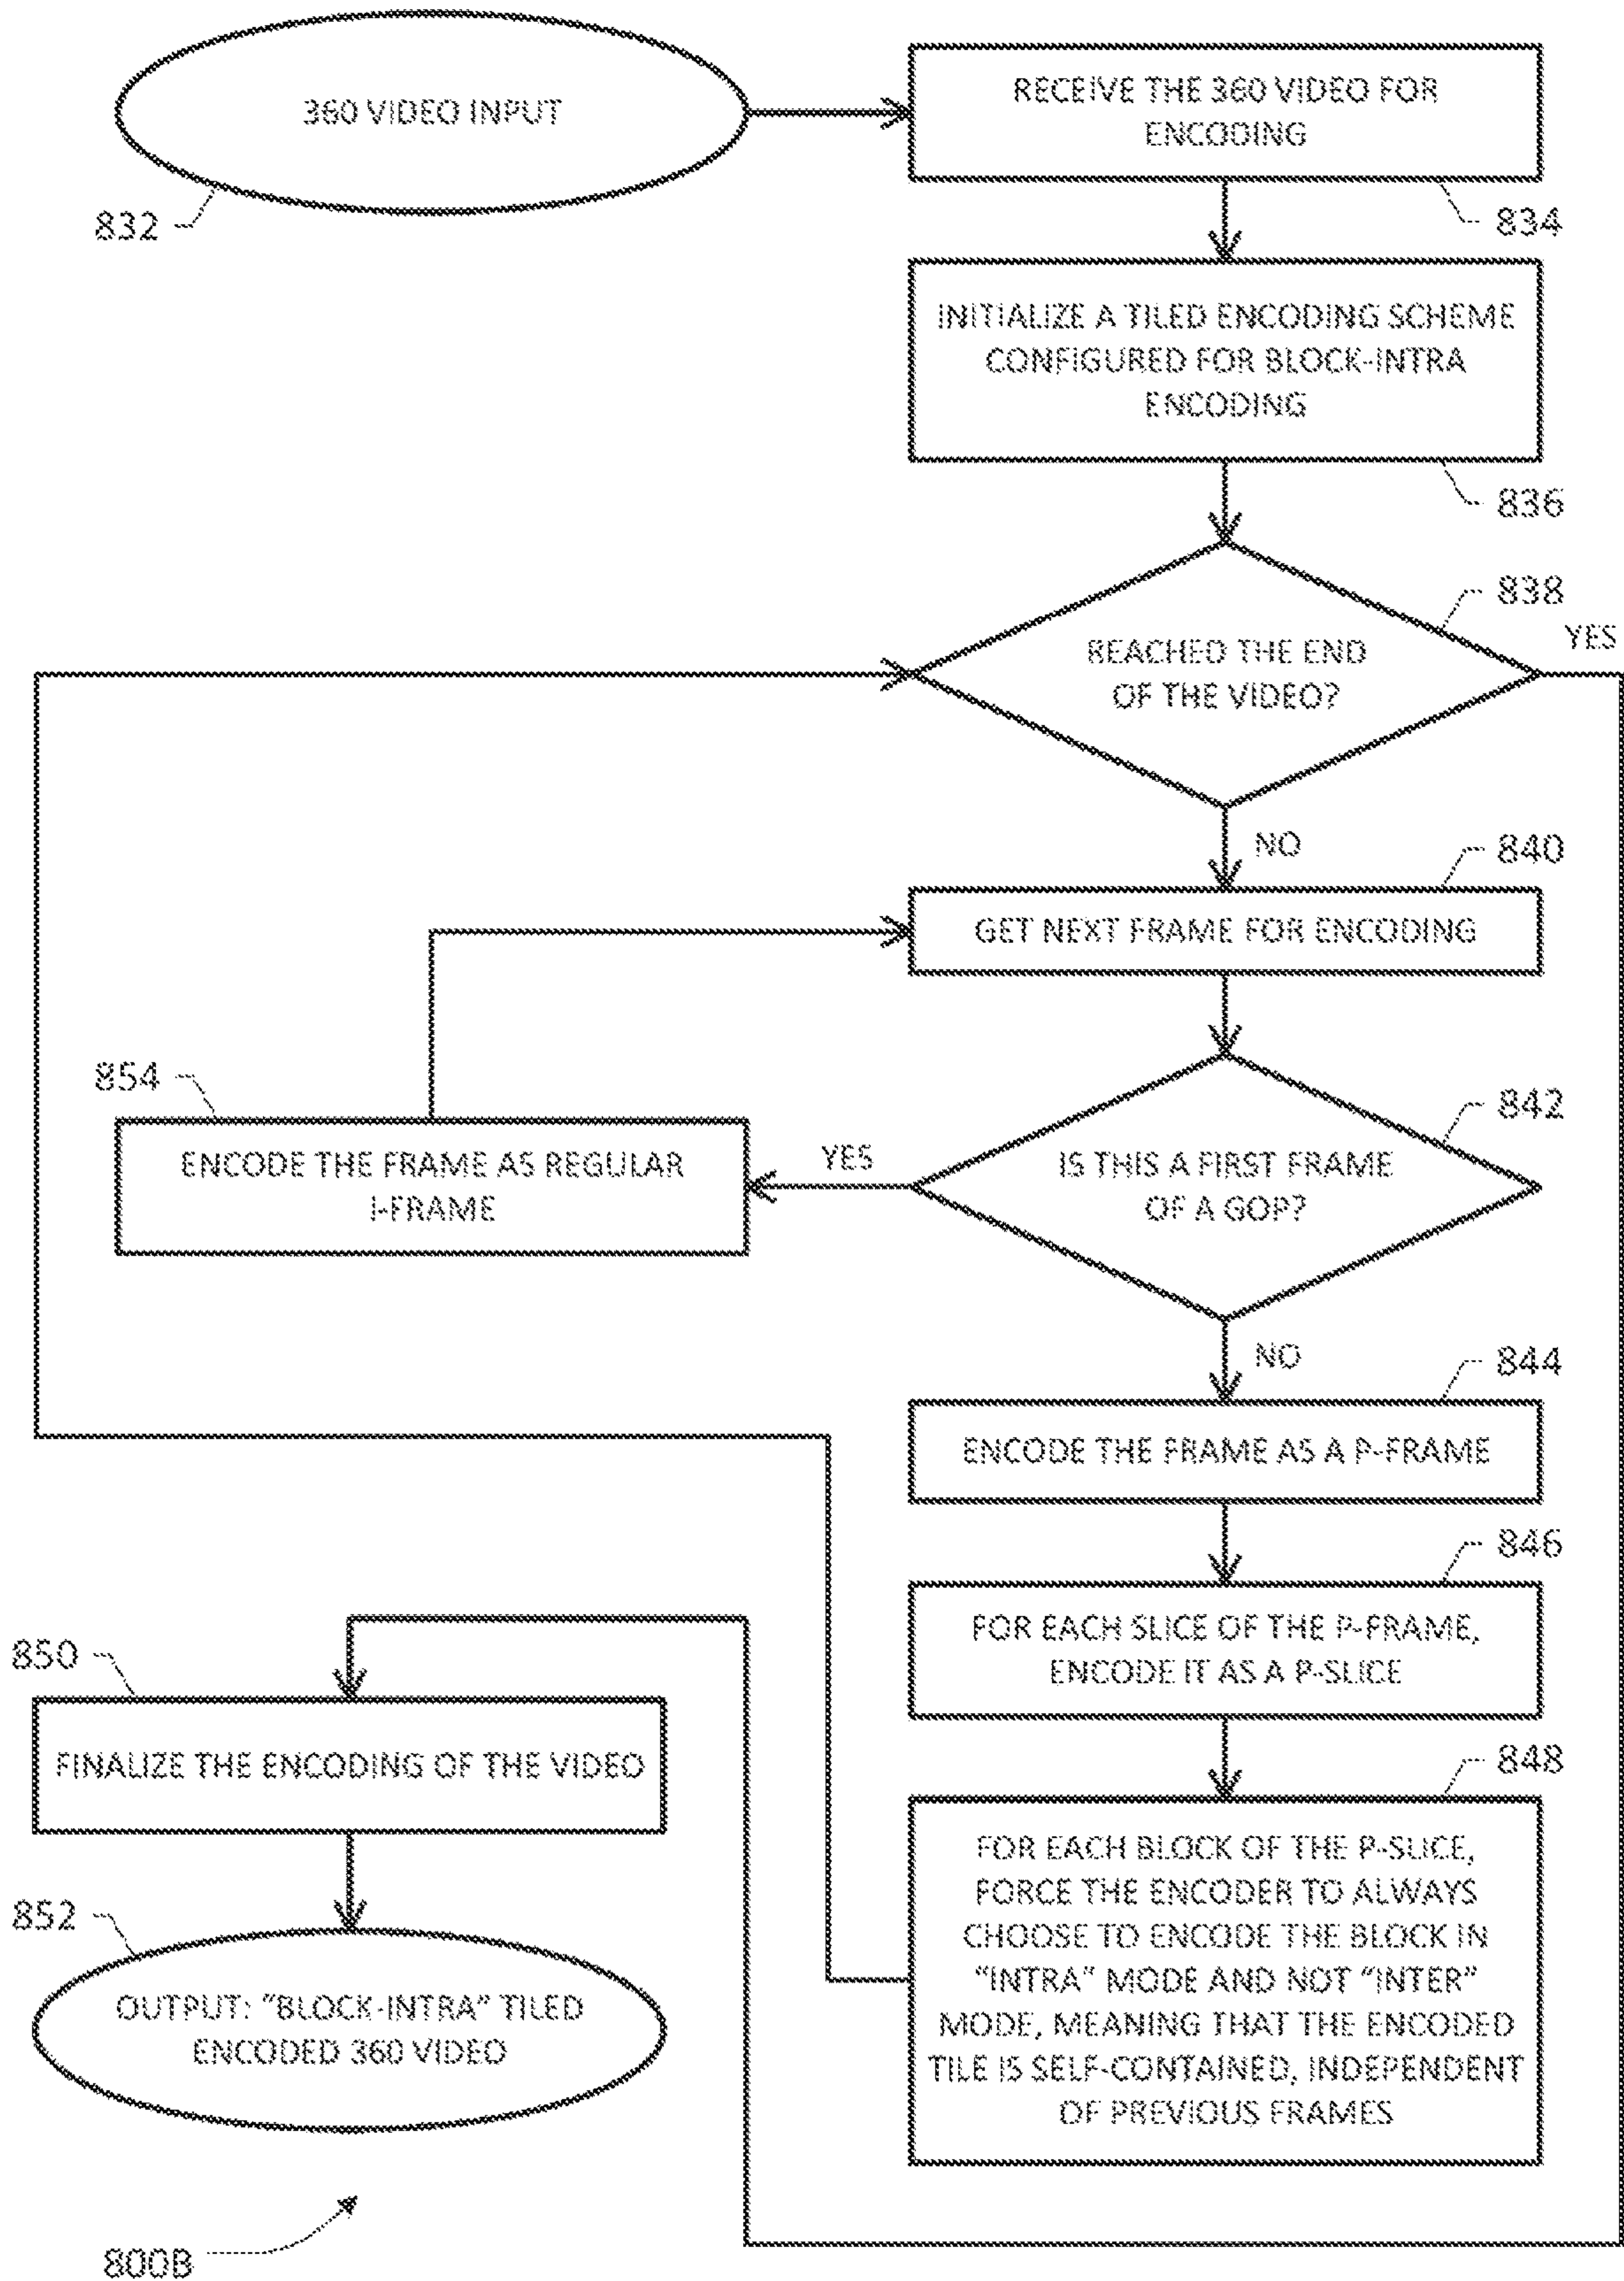 360 VIDEO INPUT
832
RECEIVE THE 360 VIDEO FOR
ENCODING
834
INITIALIZE A TILED ENCODING SCHEME
CONFIGURED FOR BLOCK-INTRA
ENCODING
836
838
REACHED THE END
OF THE VIDEO?
YES
NO
840
GET NEXT FRAME FOR ENCODING
842
IS THIS A FIRST FRAME
OF A GOP?
YES
854
ENCODE THE FRAME AS REGULAR
I-FRAME
NO
844
ENCODE THE FRAME AS A P-FRAME
846
FOR EACH SLICE OF THE P-FRAME,
ENCODE IT AS A P-SLICE
848
FOR EACH BLOCK OF THE P-SLICE,
FORCE THE ENCODER TO ALWAYS
CHOOSE TO ENCODE THE BLOCK IN
“INTRA” MODE AND NOT “INTER”
MODE, MEANING THAT THE ENCODED
TILE IS SELF-CONTAINED, INDEPENDENT
OF PREVIOUS FRAMES
850
FINALIZE THE ENCODING OF THE VIDEO
852
OUTPUT: “BLOCK-INTRA” TILED
ENCODED 360 VIDEO
800B